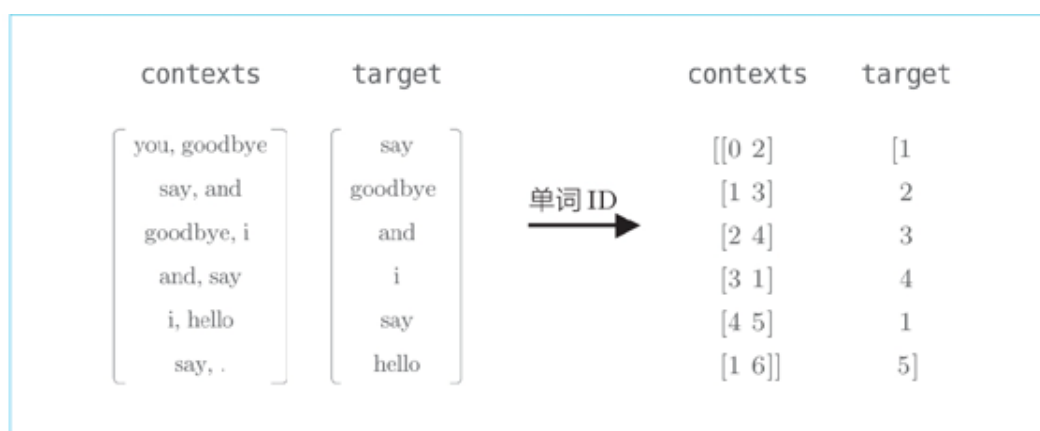 contexts target contexts target
you, goodbye say [[0 2] [1
say, and goodbye [1 3] 2
单词 ID
goodbye, i and [2 4] 3
and, say i [3 1] 4
i, hello say [4 5] 1
say, . hello [1 6]] 5]